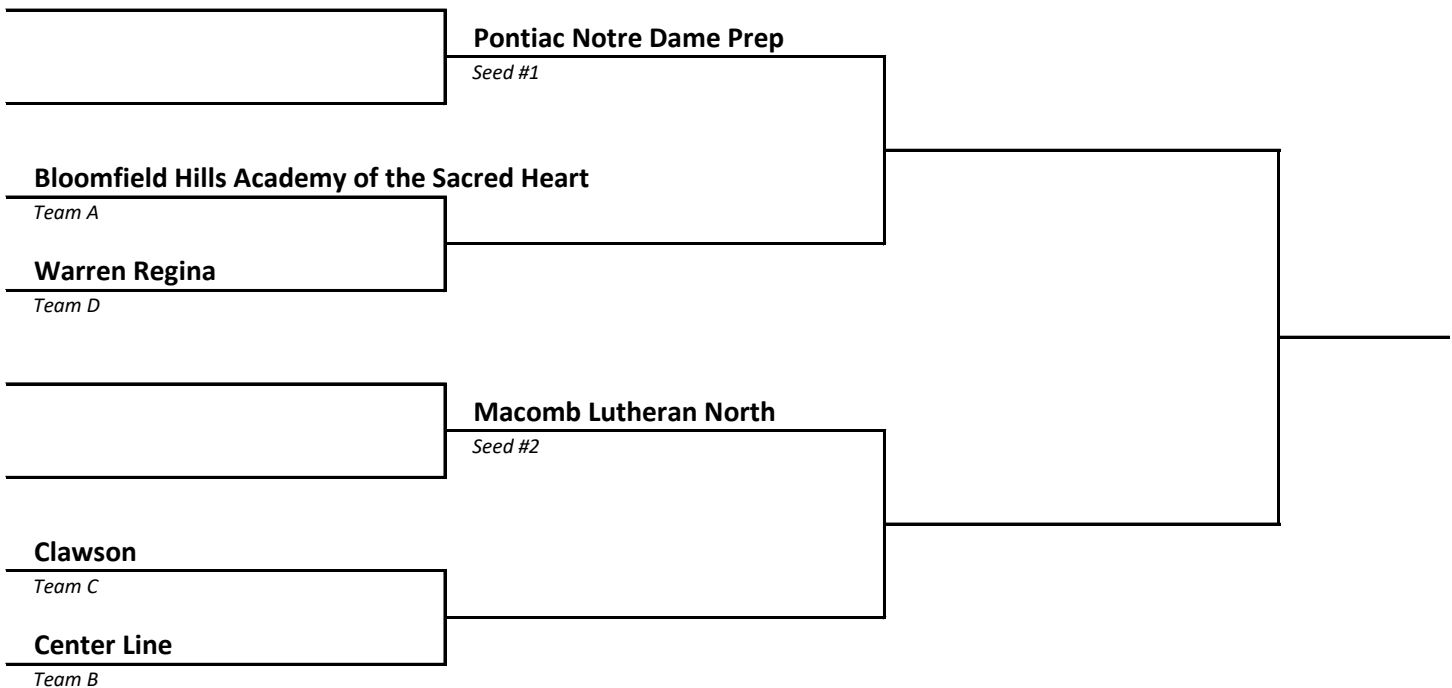 Pontiac Notre Dame Prep
Seed #1
Bloomfield Hills Academy of the Sacred Heart
Team A
Warren Regina
Team D
Macomb Lutheran North
Seed #2
Clawson
Team C
Center Line
Team B